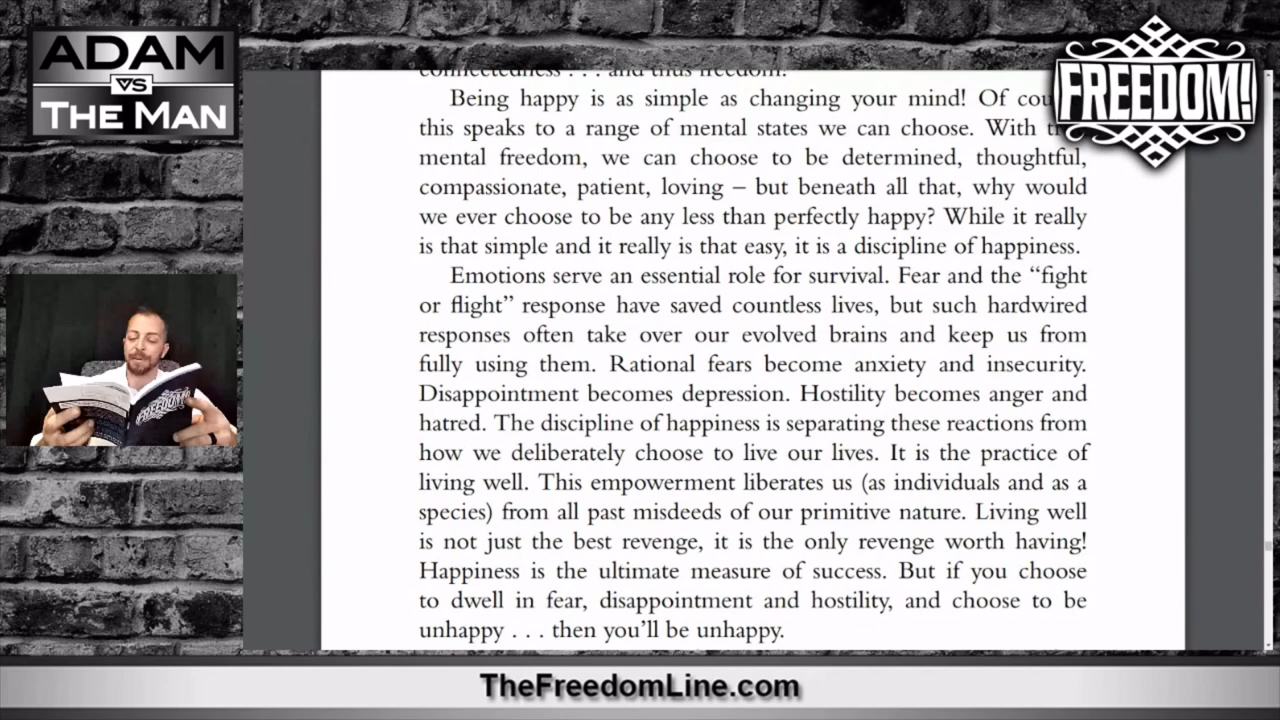 ADAM
VS
THE MAN
FREEDOM!
connectedness . . . and thus freedom.
Being happy is as simple as changing your mind! Of
this speaks to a range of mental states we can choose. With
mental freedom, we can choose to be determined, thoughtful,
compassionate, patient, loving – but beneath all that, why would
we ever choose to be any less than perfectly happy? While it really
is that simple and it really is that easy, it is a discipline of happiness.
Emotions serve an essential role for survival. Fear and the “fight
or flight” response have saved countless lives, but such hardwired
responses often take over our evolved brains and keep us from
fully using them. Rational fears become anxiety and insecurity.
Disappointment becomes depression. Hostility becomes anger and
hatred. The discipline of happiness is separating these reactions from
how we deliberately choose to live our lives. It is the practice of
living well. This empowerment liberates us (as individuals and as a
species) from all past misdeeds of our primitive nature. Living well
is not just the best revenge, it is the only revenge worth having!
Happiness is the ultimate measure of success. But if you choose
to dwell in fear, disappointment and hostility, and choose to be
unhappy . . . then you’ll be unhappy.
FREEDOM!
TheFreedomLine.com